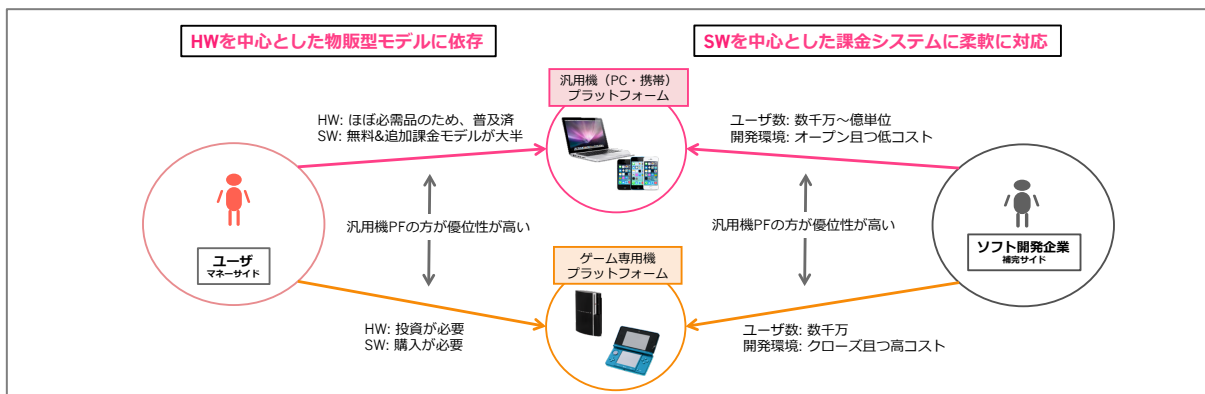 HWを中心とした物販型モデルに依存
SWを中心とした課金システムに柔軟に対応
汎用機（PC・携帯）
プラットフォーム
HW: ほぼ必需品のため、普及済
SW: 無料&追加課金モデルが大半
ユーザ数: 数千万～億単位
開発環境: オープン且つ低コスト
汎用機PFの方が優位性が高い
汎用機PFの方が優位性が高い
ユーザ
マネーサイド
ソフト開発企業
補完サイド
ゲーム専用機
プラットフォーム
HW: 投資が必要
SW: 購入が必要
ユーザ数: 数千万
開発環境: クローズ且つ高コスト